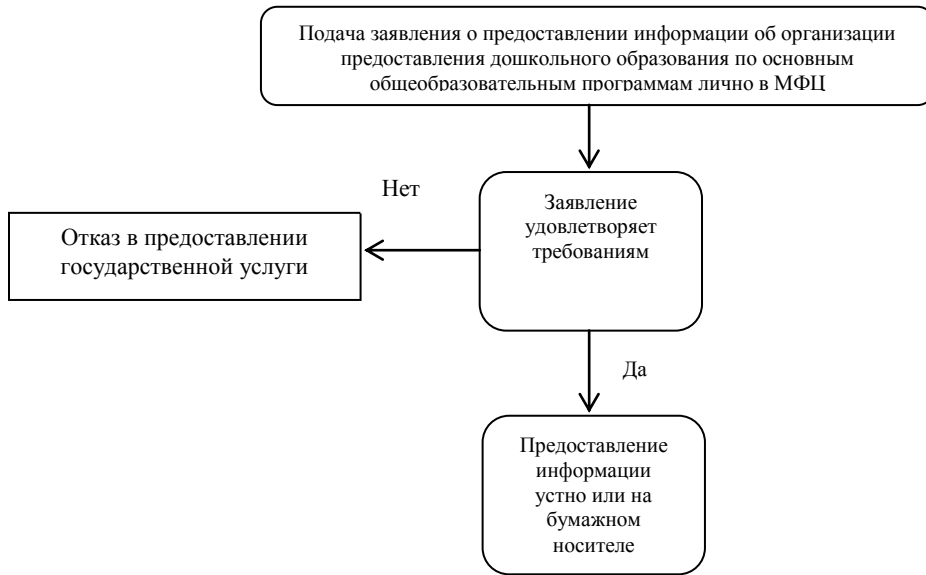 Подача заявления о предоставлении информации об организации
предоставления дошкольного образования по основным
общеобразовательным программам лично в МФЦ
Нет
Заявление
удовлетворяет
требованиям
Отказ в предоставлении
государственной услуги
Да
Предоставление
информации
устно или на
бумажном
носителе